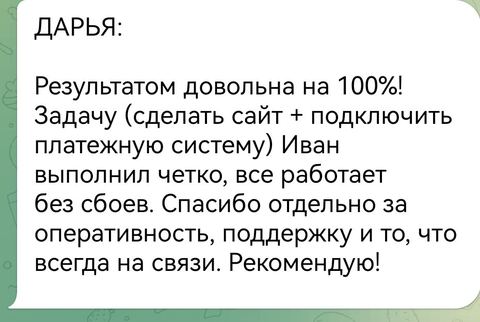 ДАРЬЯ:
Результатом довольна на 100%!
Задачу (сделать сайт + подключить
платежную систему) Иван
выполнил четко, все работает
без сбоев. Спасибо отдельно за
оперативность, поддержку и то, что
всегда на связи. Рекомендую!